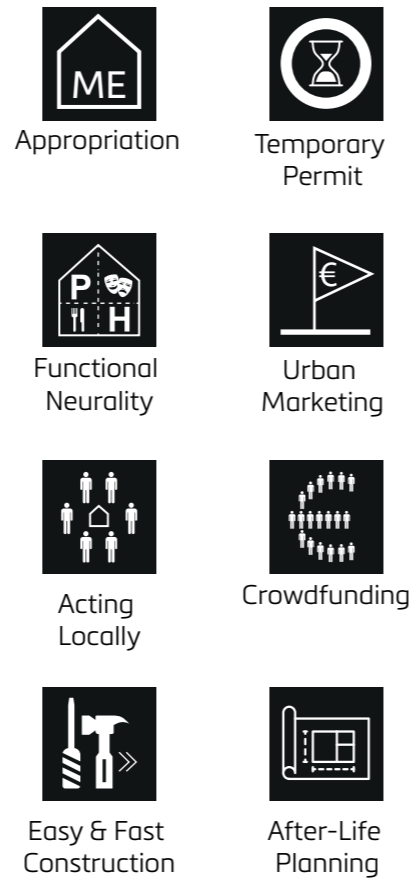 ME
Appropriation
Temporary
Permit
P
H
Functional
Neurality
€
Urban
Marketing
Acting
Locally
Crowdfunding
Easy & Fast
Construction
After-Life
Planning